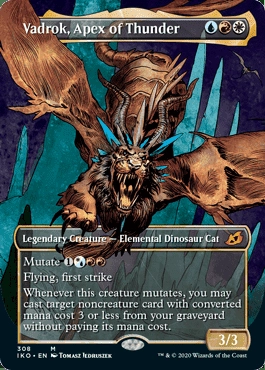 Vadrok, Apex of Thunder
Legendary Creature — Elemental Dinosaur Cat
Mutate 1
Flying, first strike
Whenever this creature mutates, you may
cast target noncreature card with converted
mana cost 3 or less from your graveyard
without paying its mana cost.
3/3
308 M
IKO • EN Tomasz Jedruszek
™ & © 2020 Wizards of the Coast